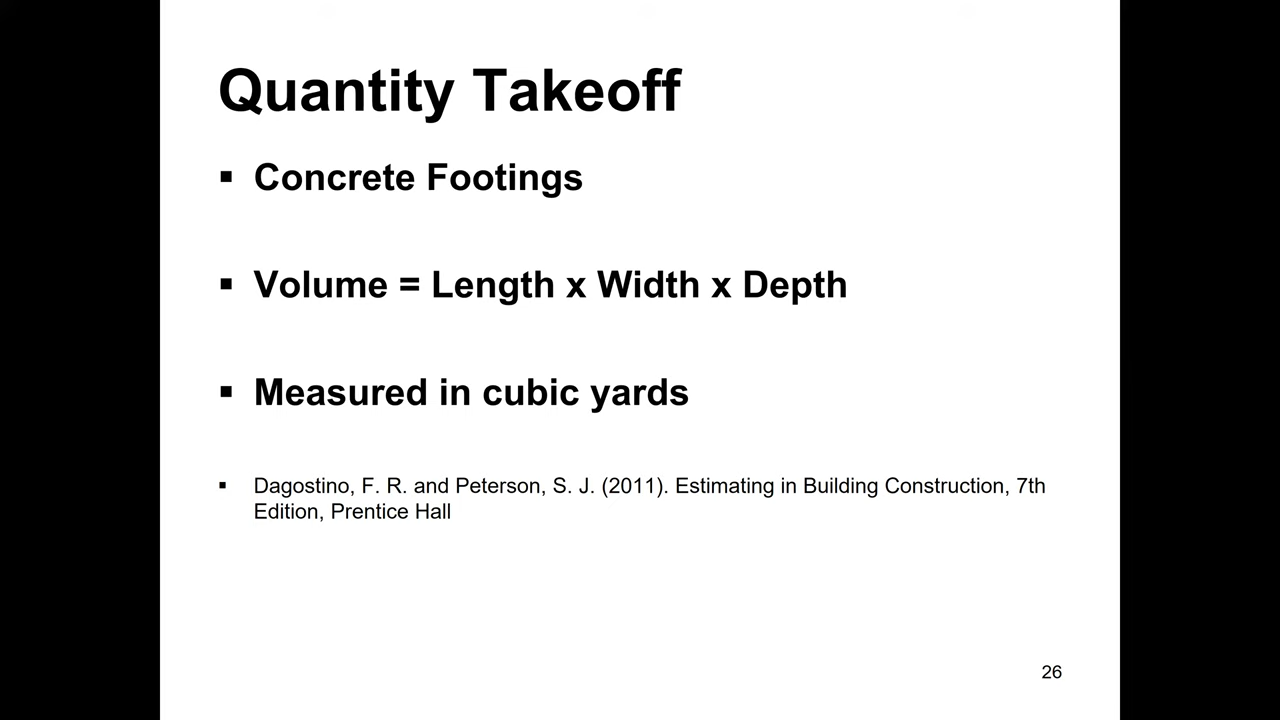 Quantity Takeoff
▪ Concrete Footings
▪ Volume = Length x Width x Depth
▪ Measured in cubic yards
▪ Dagostino, F. R. and Peterson, S. J. (2011). Estimating in Building Construction, 7th
Edition, Prentice Hall
26